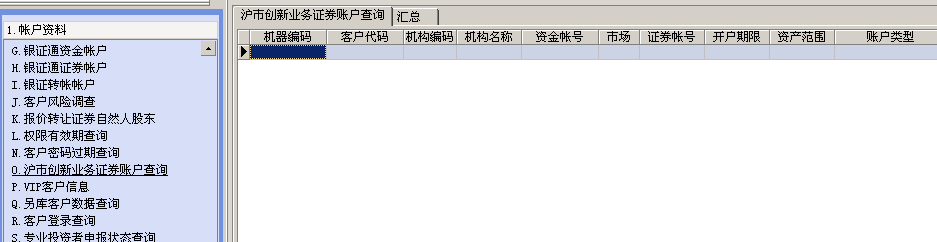 1.帐户资料
G.银证通资金帐户
H.银证通证券帐户
I.银证转帐帐户
J.客户风险调查
K.报价转让证券自然人股东
L.权限有效期查询
N.客户密码过期查询
O.沪市创新业务证券账户查询
P.VIP客户信息
Q.另库客户数据查询
R.客户登录查询
S.专业投资者申报状态查询
沪市创新业务证券账户查询 汇总
机器编码 客户代码 机构编码 机构名称 资金帐号 市场 证券帐号 开户期限 资产范围 账户类型